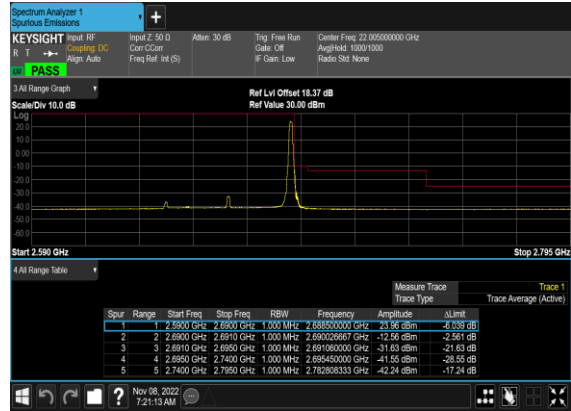 Spectrum Analyzer 1
Spurious Emissions
+
KEYSIGHT Input: RF Input Z: 50 Ω Atten: 30 dB Trig: Free Run Center Freq: 22.005000000 GHz
R T Coupling: DC Corr CCorr Gate: Off Avg|Hold: 1000/1000
Align: Auto Freq Ref: Int (S) IF Gain: Low Radio Std: None
PASS
3 All Range Graph
Ref Lvl Offset 18.37 dB
Scale/Div 10.0 dB Ref Value 30.00 dBm
Log
20.0
10.0
0.00
-10.0
-20.0
-30.0
-40.0
-50.0
-60.0
Start 2.590 GHz Stop 2.795 GHz
4 All Range Table
Measure Trace Trace 1
Trace Type Trace Average (Active)
Spur Range Start Freq Stop Freq RBW Frequency Amplitude ΔLimit
1 1 2.5900 GHz 2.6900 GHz 1.000 MHz 2.688500000 GHz 23.96 dBm -6.039 dB
2 2 2.6900 GHz 2.6910 GHz 1.000 MHz 2.690026667 GHz -12.56 dBm -2.561 dB
3 3 2.6910 GHz 2.6950 GHz 1.000 MHz 2.691060000 GHz -31.63 dBm -21.63 dB
4 4 2.6950 GHz 2.7400 GHz 1.000 MHz 2.695450000 GHz -41.55 dBm -28.55 dB
5 5 2.7400 GHz 2.7950 GHz 1.000 MHz 2.782808333 GHz -42.24 dBm -17.24 dB
? Nov 08, 2022
7:21:13 AM